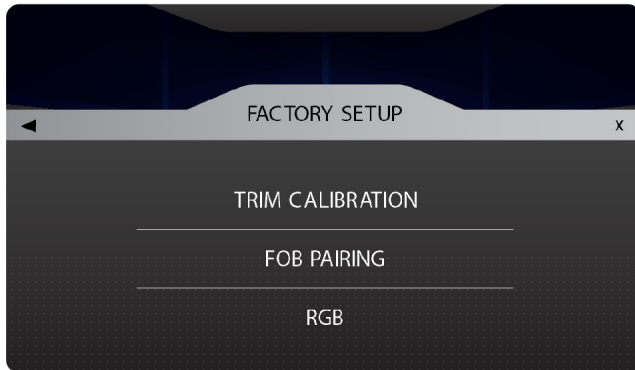 FACTORY SETUP
X
TRIM CALIBRATION
FOB PAIRING
RGB